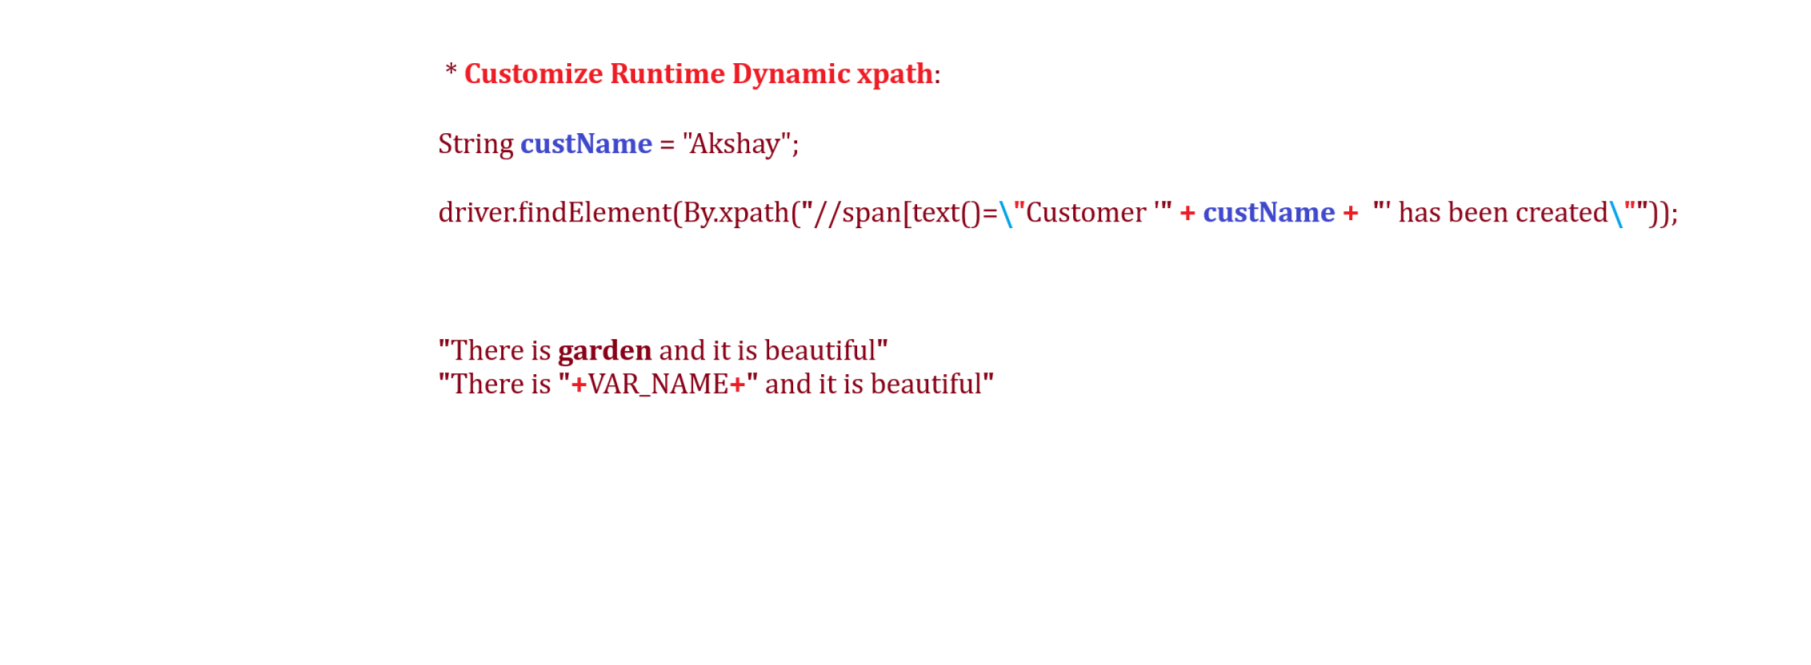 * Customize Runtime Dynamic xpath:
String custName = "Akshay";
driver.findElement(By.xpath("//span[text()=\"Customer '" + custName +  "' has been created\""));
"There is garden and it is beautiful"
"There is "+VAR_NAME+" and it is beautiful"